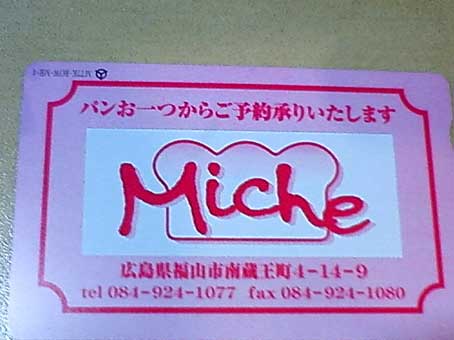 パンお一つからご予約承りいたします
Miche
広島県福山市南蔵王町4-14-9
tel 084-924-1077 fax 084-924-1080